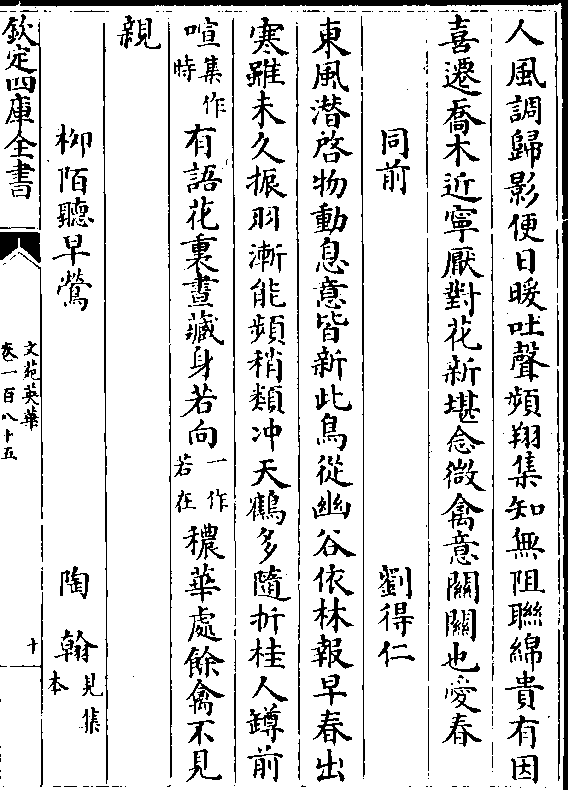 人風調歸影便日暖吐聲頻翔集知無阻聯綿貴有因
喜遷喬木近寧厭對花新堪念微禽意關關也愛春
同前　劉得仁
東風潜啓物動息意皆新此鳥從幽谷依林報早春出
寒雖未久振羽漸能頻稍類冲天鶴多隨折桂人罇前
喧集作時有語花裏晝藏身若向一作若在穠華處餘禽不見
親
栁陌聽早鶯　陶翰見集本
欽定四庫全書　文苑英華卷一百八十五　十